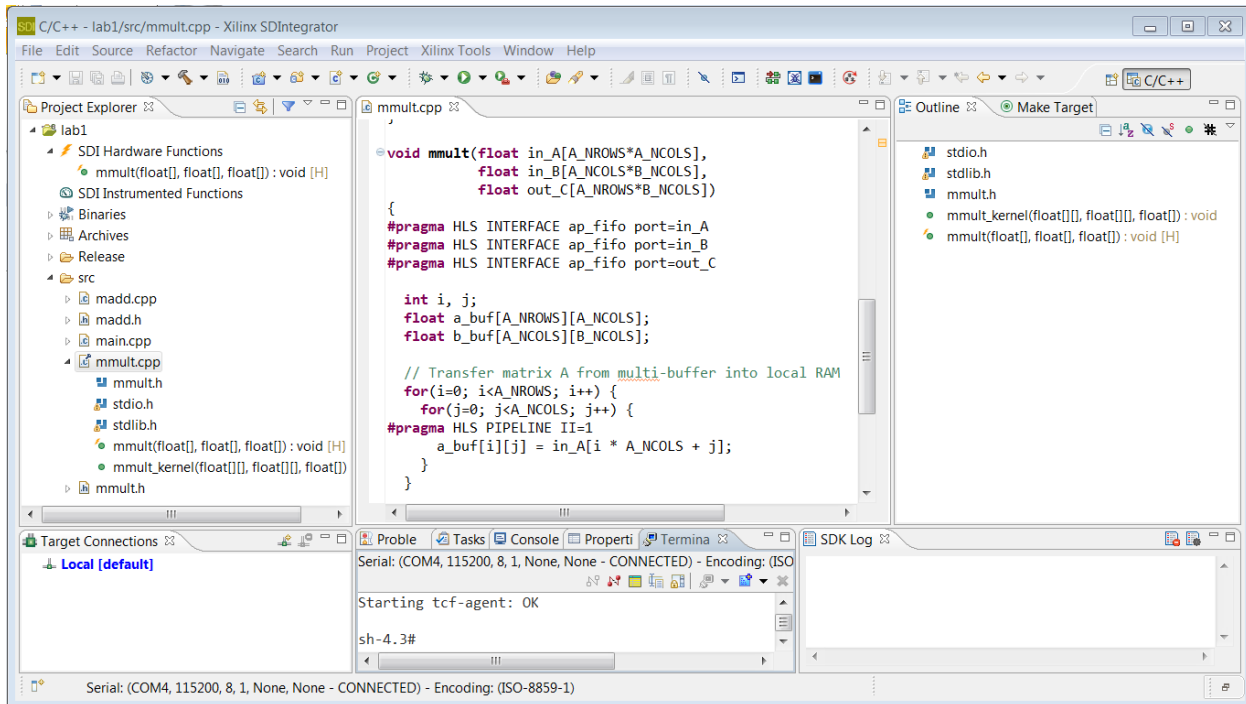 SDI C/C++ - lab1/src/mmult.cpp - Xilinx SDIntegrator
File Edit Source Refactor Navigate Search Run Project Xilinx Tools Window Help
C/C++
Project Explorer
lab1
SDI Hardware Functions
mmult(float[], float[], float[]) : void [H]
SDI Instrumented Functions
Binaries
Archives
Release
src
madd.cpp
madd.h
main.cpp
mmult.cpp
mmult.h
stdio.h
stdlib.h
mmult(float[], float[], float[]) : void [H]
mmult_kernel(float[][], float[][], float[])
mmult.h
mmult.cpp
}
void mmult(float in_A[A_NROWS*A_NCOLS],
float in_B[A_NCOLS*B_NCOLS],
float out_C[A_NROWS*B_NCOLS])
{
#pragma HLS INTERFACE ap_fifo port=in_A
#pragma HLS INTERFACE ap_fifo port=in_B
#pragma HLS INTERFACE ap_fifo port=out_C
int i, j;
float a_buf[A_NROWS][A_NCOLS];
float b_buf[A_NCOLS][B_NCOLS];
// Transfer matrix A from multi-buffer into local RAM
for(i=0; i<A_NROWS; i++) {
for(j=0; j<A_NCOLS; j++) {
#pragma HLS PIPELINE II=1
a_buf[i][j] = in_A[i * A_NCOLS + j];
}
}
Outline Make Target
stdio.h
stdlib.h
mmult.h
mmult_kernel(float[][], float[][], float[]) : void
mmult(float[], float[], float[]) : void [H]
Target Connections
Local [default]
Proble Tasks Console Properti Termina
Serial: (COM4, 115200, 8, 1, None, None - CONNECTED) - Encoding: (ISO
Starting tcf-agent: OK
sh-4.3#
SDK Log
Serial: (COM4, 115200, 8, 1, None, None - CONNECTED) - Encoding: (ISO-8859-1)